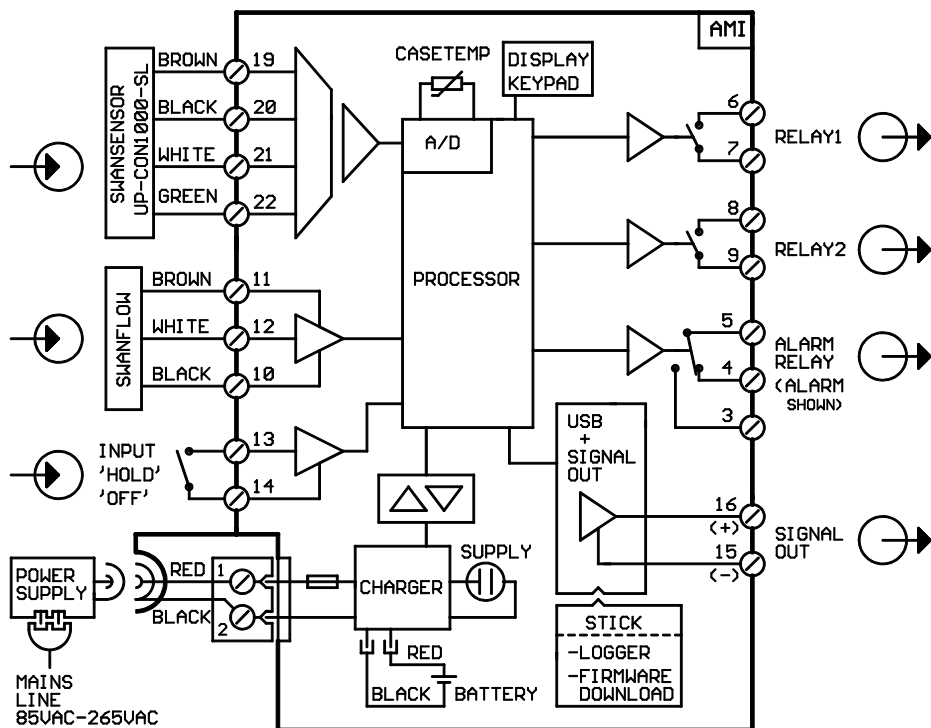 AMI
SWANSENSOR
UP-CON1000-SL
BROWN 19
BLACK 20
WHITE 21
GREEN 22
CASETEMP
DISPLAY
KEYPAD
A/D
PROCESSOR
6
7
RELAY1
8
9
RELAY2
SWANFLOW
BROWN 11
WHITE 12
BLACK 10
5
4
3
ALARM
RELAY
(ALARM
SHOWN)
INPUT
'HOLD'
'OFF'
13
14
USB
+
SIGNAL
OUT
16
(+)
15
(-)
SIGNAL
OUT
POWER
SUPPLY
RED 1
BLACK 2
CHARGER
SUPPLY
RED
BLACK
BATTERY
STICK
-LOGGER
-FIRMWARE
DOWNLOAD
MAINS
LINE
85VAC-265VAC